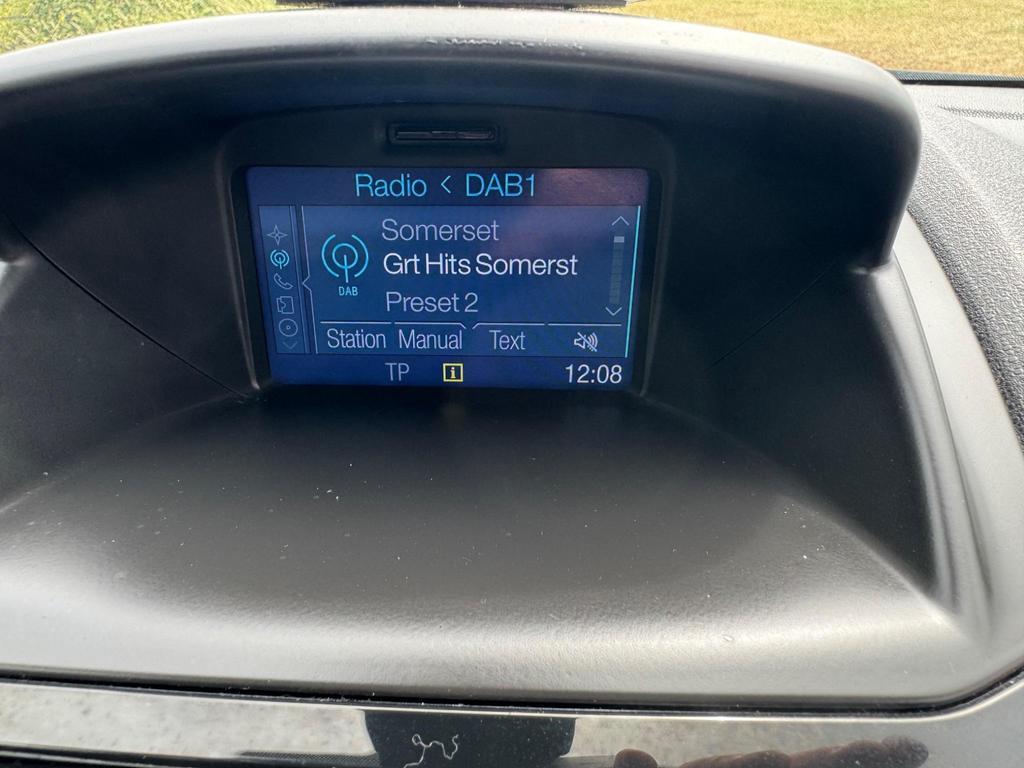 Radio < DAB1
Somerset
Grt Hits Somerst
DAB
Preset 2
Station Manual Text
TP i 12:08